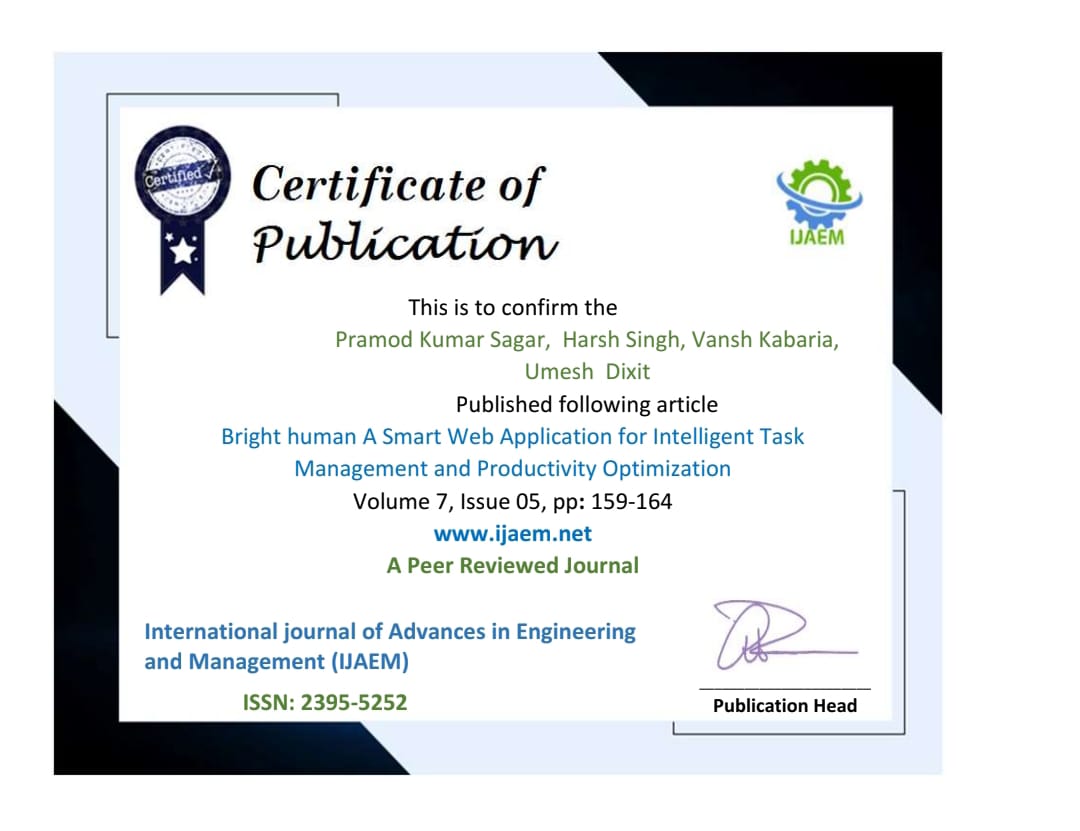 Certified
Certificate of
Publication
IJAEM
This is to confirm the
Pramod Kumar Sagar,  Harsh Singh, Vansh Kabaria,
Umesh  Dixit
Published following article
Bright human A Smart Web Application for Intelligent Task
Management and Productivity Optimization
Volume 7, Issue 05, pp: 159-164
www.ijaem.net
A Peer Reviewed Journal
International journal of Advances in Engineering
and Management (IJAEM)
ISSN: 2395-5252
Publication Head